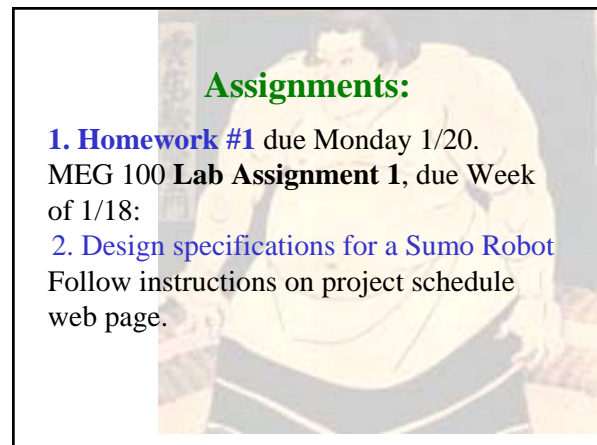 Assignments:
1. Homework #1 due Monday 1/20.
MEG 100 Lab Assignment 1, due Week
of 1/18:
2. Design specifications for a Sumo Robot
Follow instructions on project schedule
web page.